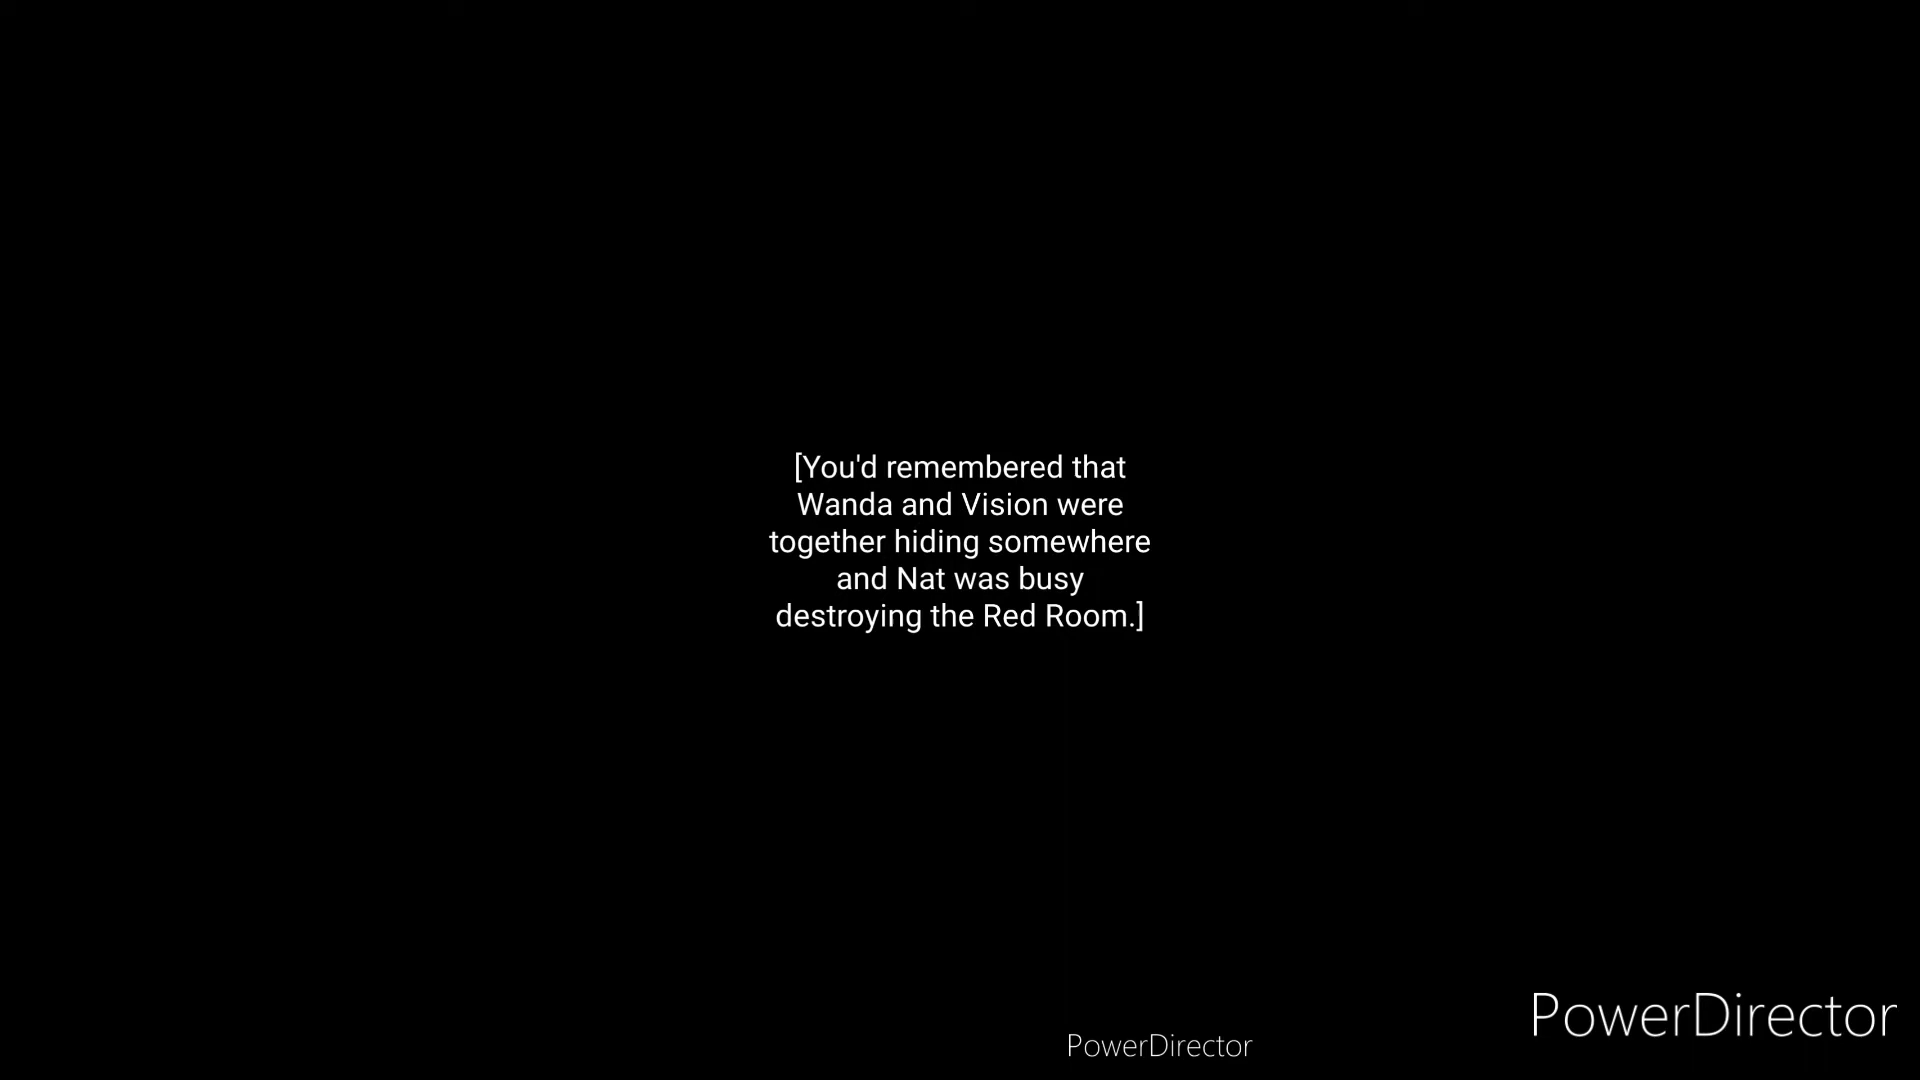 [You'd remembered that
Wanda and Vision were
together hiding somewhere
and Nat was busy
destroying the Red Room.]
PowerDirector
PowerDirector